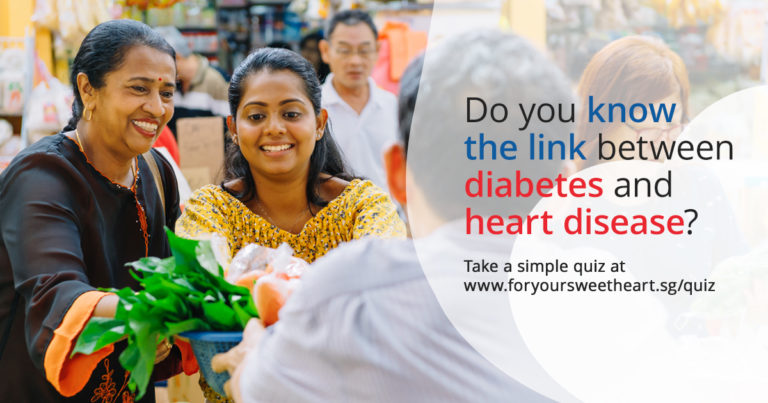 Do you know
the link between
diabetes and
heart disease?
Take a simple quiz at
www.foryoursweetheart.sg/quiz